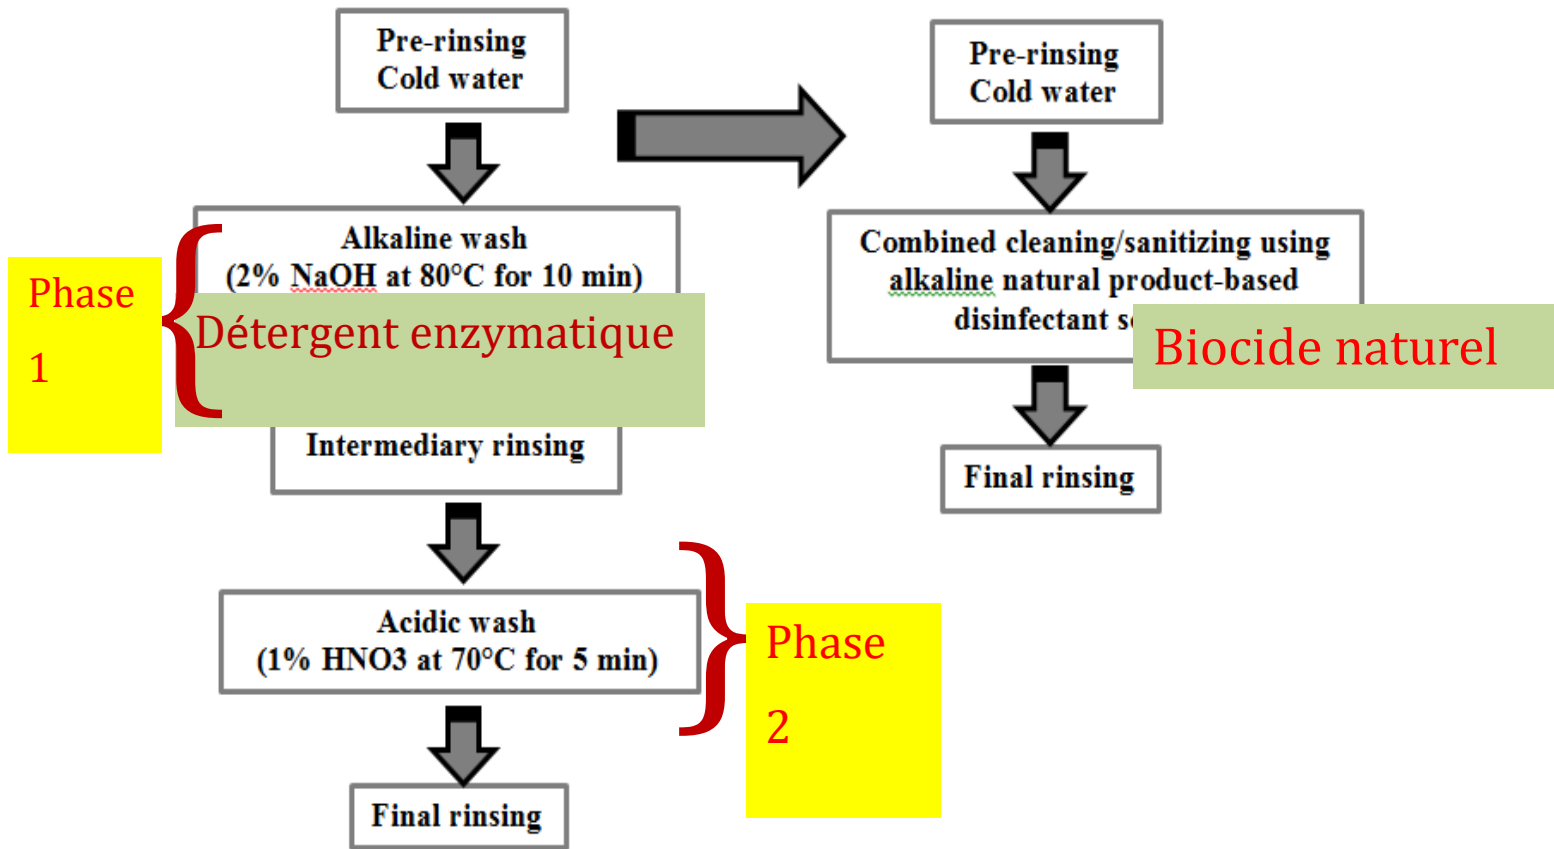 Pre-rinsing
Cold water
Alkaline wash
(2% NaOH at 80°C for 10 min)
Phase
1
Détergent enzymatique
Intermediary rinsing
Acidic wash
(1% HNO3 at 70°C for 5 min)
Phase
2
Final rinsing
Pre-rinsing
Cold water
Combined cleaning/sanitizing using
alkaline natural product-based
disinfectant
Biocide naturel
Final rinsing